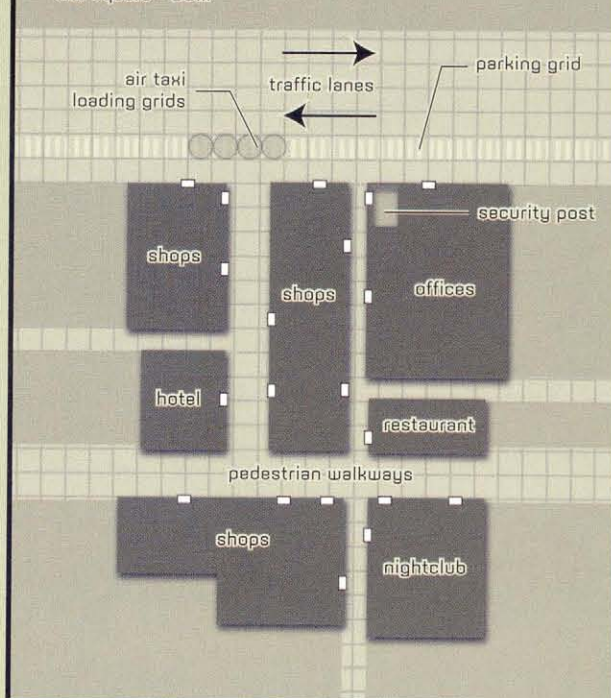 air taxi
loading grids
traffic lanes
parking grid
security post
shops
shops
offices
hotel
restaurant
pedestrian walkways
shops
nightclub